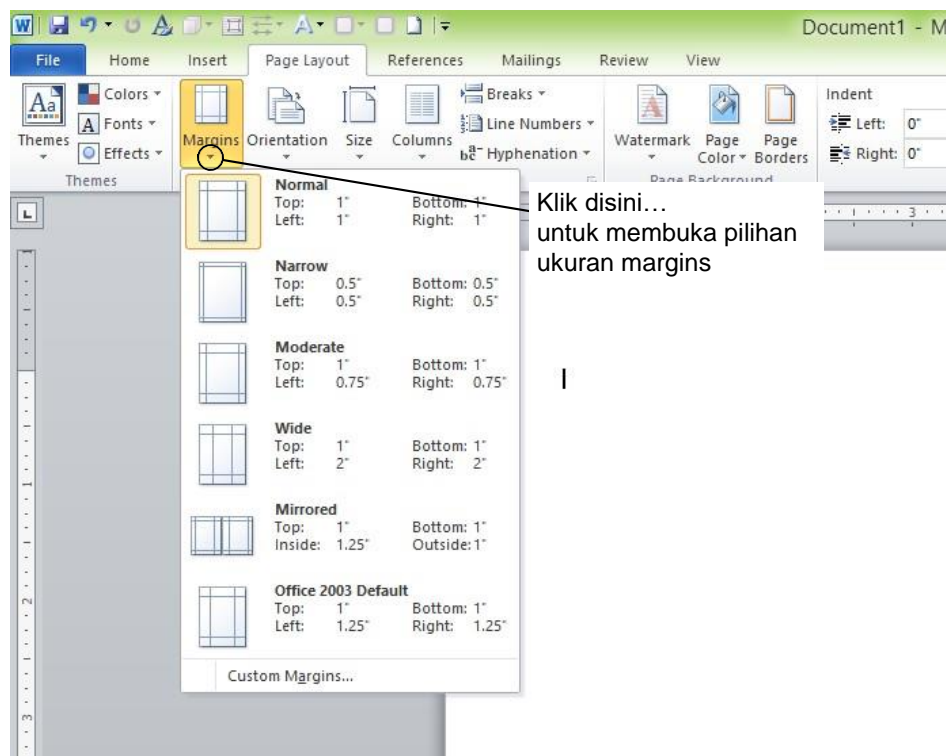 Document1 - M
File Home Insert Page Layout References Mailings Review View
Themes
Colors
Fonts
Effects
Themes
Margins
Orientation
Size
Columns
Breaks
Line Numbers
Hyphenation
Watermark
Page Color
Page Borders
Page Background
Indent
Left: 0"
Right: 0"
Normal
Top: 1" Bottom: 1"
Left: 1" Right: 1"
Narrow
Top: 0.5" Bottom: 0.5"
Left: 0.5" Right: 0.5"
Moderate
Top: 1" Bottom: 1"
Left: 0.75" Right: 0.75"
Wide
Top: 1" Bottom: 1"
Left: 2" Right: 2"
Mirrored
Top: 1" Bottom: 1"
Inside: 1.25" Outside: 1"
Office 2003 Default
Top: 1" Bottom: 1"
Left: 1.25" Right: 1.25"
Custom Margins...
Klik disini…
untuk membuka pilihan
ukuran margins
3
1
2
3